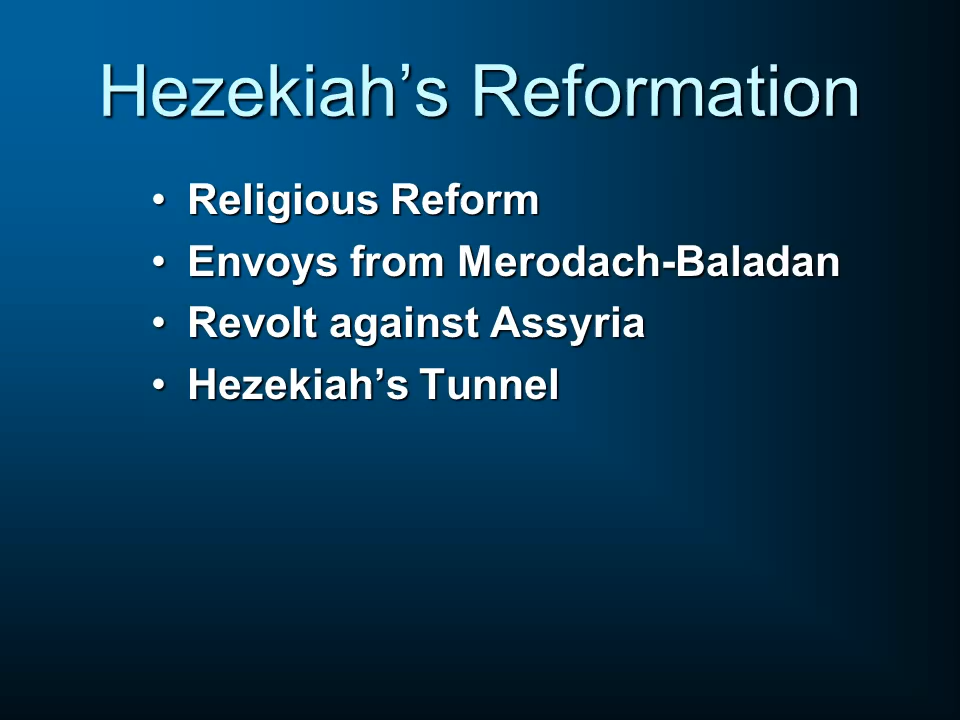 Hezekiah’s Reformation
• Religious Reform
• Envoys from Merodach-Baladan
• Revolt against Assyria
• Hezekiah’s Tunnel